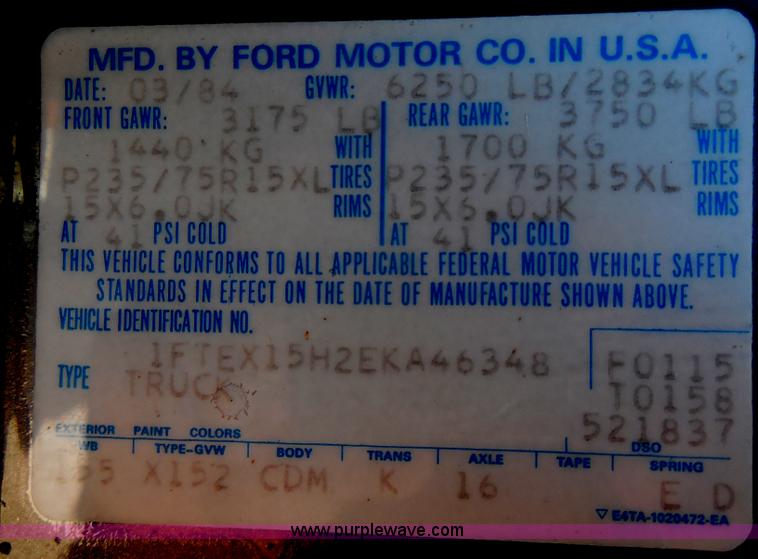 MFD. BY FORD MOTOR CO. IN U.S.A.
DATE: 03/84 GVWR: 6250 LB/2834KG
FRONT GAWR: 3175 LB REAR GAWR: 3750 LB
1440 KG WITH 1700 KG WITH
P235/75R15XL TIRES P235/75R15XL TIRES
15X6.0JK RIMS 15X6.0JK RIMS
AT 41 PSI COLD AT 41 PSI COLD
THIS VEHICLE CONFORMS TO ALL APPLICABLE FEDERAL MOTOR VEHICLE SAFETY
STANDARDS IN EFFECT ON THE DATE OF MANUFACTURE SHOWN ABOVE.
VEHICLE IDENTIFICATION NO.
1FTEX15H2EKA46348 F0115
TYPE TRUCK T0158
521837
EXTERIOR PAINT COLORS DSO
WB TYPE-GVW BODY TRANS AXLE TAPE SPRING
155 X152 CDM K 16 E D
E4TA-1020472-EA
www.purplewave.com